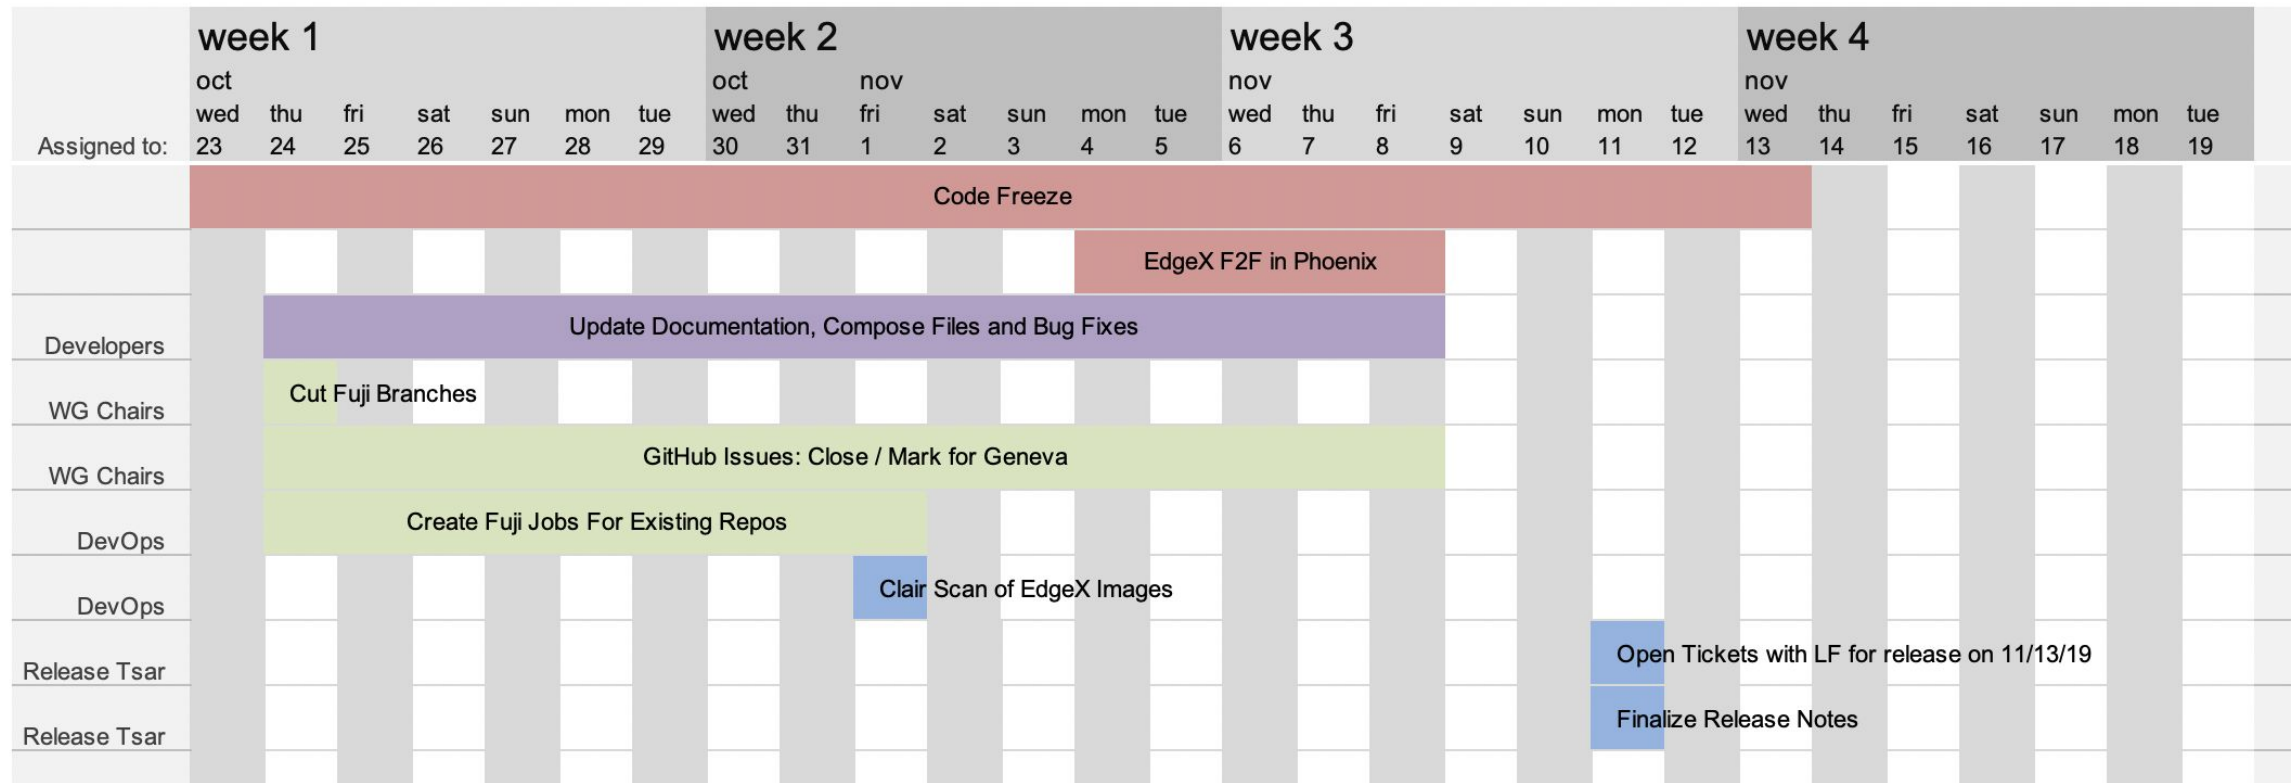 week 1 week 2 week 3 week 4
oct oct nov nov nov
wed thu fri sat sun mon tue wed thu fri sat sun mon tue wed thu fri sat sun mon tue wed thu fri sat sun mon tue
Assigned to: 23 24 25 26 27 28 29 30 31 1 2 3 4 5 6 7 8 9 10 11 12 13 14 15 16 17 18 19
Code Freeze
EdgeX F2F in Phoenix
Developers Update Documentation, Compose Files and Bug Fixes
WG Chairs Cut Fuji Branches
WG Chairs GitHub Issues: Close / Mark for Geneva
DevOps Create Fuji Jobs For Existing Repos
DevOps Clair Scan of EdgeX Images
Release Tsar Open Tickets with LF for release on 11/13/19
Release Tsar Finalize Release Notes